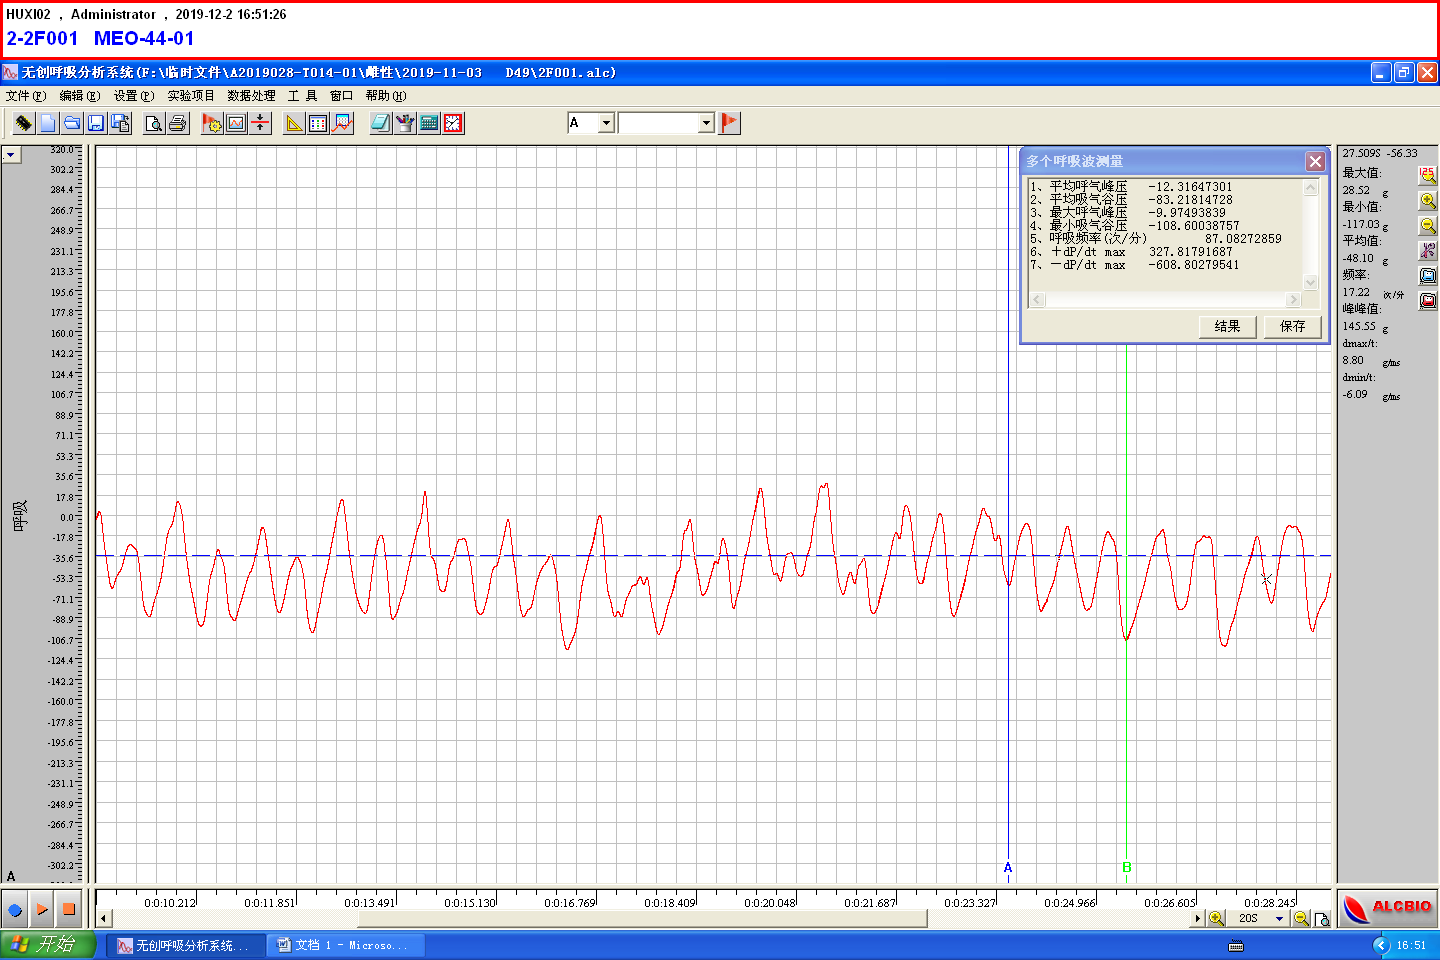 HUXI02 , Administrator , 2019-12-2 16:51:26
2-2F001 MEO-44-01
无创呼吸分析系统(F:\临时文件\A2019028-T014-01\雌性\2019-11-03 D49\2F001.alc)
文件(F) 编辑(E) 设置(P) 实验项目 数据处理 工 具 窗口 帮助(H)
A
320.0
302.2
284.4
266.7
248.9
231.1
213.3
195.6
177.8
160.0
142.2
124.4
106.7
88.9
71.1
53.3
35.6
17.8
0.0
-17.8
-35.6
-53.3
-71.1
-88.9
-106.7
-124.4
-142.2
-160.0
-177.8
-195.6
-213.3
-231.1
-248.9
-266.7
-284.4
-302.2
呼吸
A
多个呼吸波测量
1、平均呼气峰压 -12.31647301
2、平均吸气谷压 -83.21814728
3、最大呼气峰压 -9.97493839
4、最小吸气谷压 -108.60038757
5、呼吸频率(次/分) 87.08272859
6、＋dP/dt max 327.81791687
7、－dP/dt max -608.80279541
结果 保存
27.509S -56.33
最大值:
28.52 g
最小值:
-117.03 g
平均值:
-48.10 g
频率:
17.22 次/分
峰峰值:
145.55 g
dmax/t:
8.80 g/ms
dmin/t:
-6.09 g/ms
125
A B
0:0:10.212 0:0:11.851 0:0:13.491 0:0:15.130 0:0:16.769 0:0:18.409 0:0:20.048 0:0:21.687 0:0:23.327 0:0:24.966 0:0:26.605 0:0:28.245
20S
ALCBIO
开始 无创呼吸分析系统... 文档 1 - Microso... 16:51